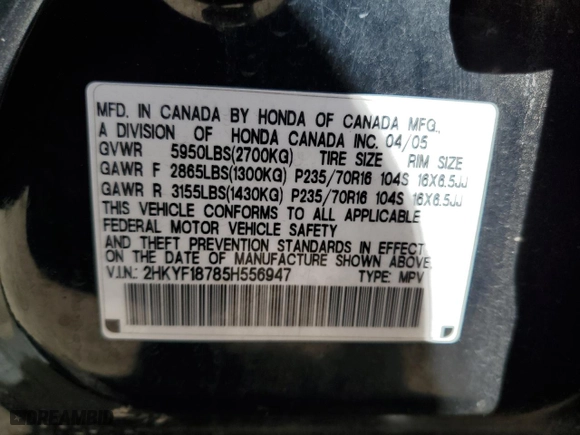 MFD. IN CANADA BY HONDA OF CANADA MFG.,
A DIVISION OF HONDA CANADA INC. 04/05
GVWR 5950LBS(2700KG) TIRE SIZE RIM SIZE
GAWR F 2865LBS(1300KG) P235/70R16 104S 16X6.5JJ
GAWR R 3155LBS(1430KG) P235/70R16 104S 16X6.5JJ
THIS VEHICLE CONFORMS TO ALL APPLICABLE
FEDERAL MOTOR VEHICLE SAFETY
AND THEFT PREVENTION STANDARDS IN EFFECT
ON THE DATE OF MANUFACTURE SHOWN ABOVE.
V.I.N.: 2HKYF18785H556947 TYPE: MPV
DREAMBID